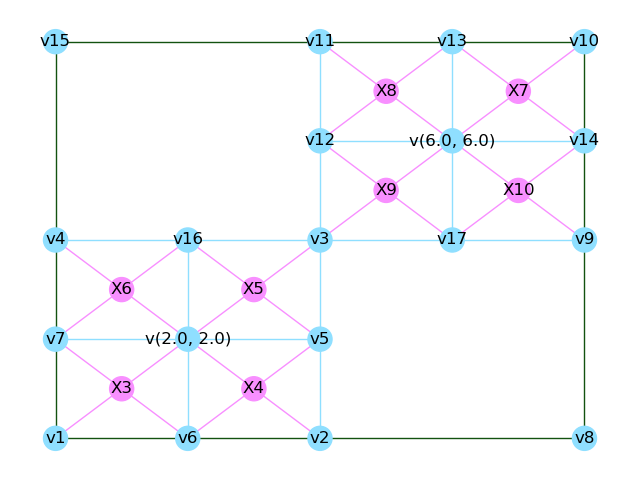 v15 v11 v13 v10
X8 X7
v12 v(6.0, 6.0) v14
X9 X10
v4 v16 v3 v17 v9
X6 X5
v7 v(2.0, 2.0) v5
X3 X4
v1 v6 v2 v8